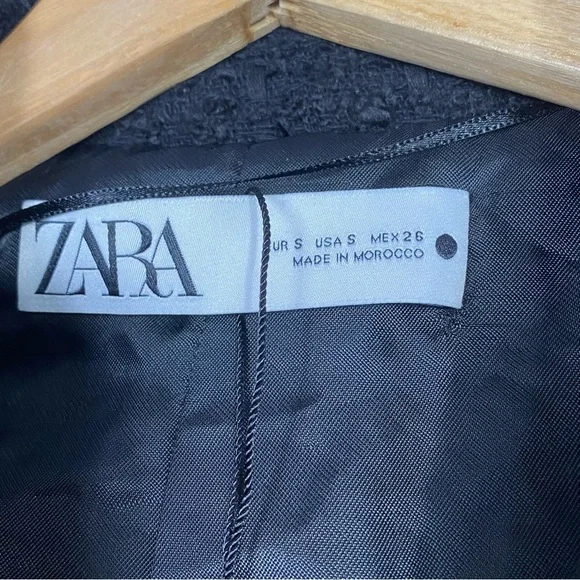 ZARA
UR S USA S MEX 26
MADE IN MOROCCO